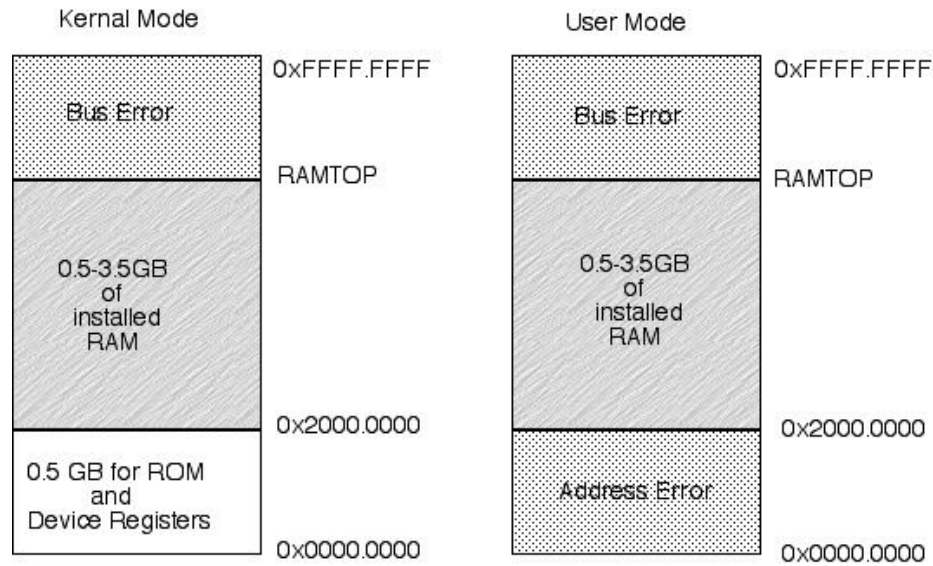 Kernal Mode
0xFFFF.FFFF
Bus Error
RAMTOP
0.5-3.5GB
of
installed
RAM
0x2000.0000
0.5 GB for ROM
and
Device Registers
0x0000.0000
User Mode
0xFFFF.FFFF
Bus Error
RAMTOP
0.5-3.5GB
of
installed
RAM
0x2000.0000
Address Error
0x0000.0000